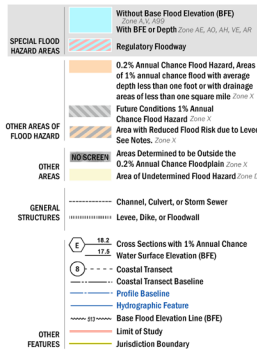 Without Base Flood Elevation (BFE)
Zone A,V, A99
With BFE or Depth Zone AE, AO, AH, VE, AR
SPECIAL FLOOD
HAZARD AREAS
Regulatory Floodway
0.2% Annual Chance Flood Hazard, Areas
of 1% annual chance flood with average
depth less than one foot or with drainage
areas of less than one square mile Zone X
Future Conditions 1% Annual
Chance Flood Hazard Zone X
OTHER AREAS OF
FLOOD HAZARD
Area with Reduced Flood Risk due to Levee
See Notes. Zone X
NO SCREEN
Areas Determined to be Outside the
0.2% Annual Chance Floodplain Zone X
OTHER
AREAS
Area of Undetermined Flood Hazard Zone D
GENERAL
STRUCTURES
Channel, Culvert, or Storm Sewer
Levee, Dike, or Floodwall
E
18.2
17.5
Cross Sections with 1% Annual Chance
Water Surface Elevation (BFE)
8
Coastal Transect
Coastal Transect Baseline
Profile Baseline
Hydrographic Feature
513
Base Flood Elevation Line (BFE)
OTHER
FEATURES
Limit of Study
Jurisdiction Boundary